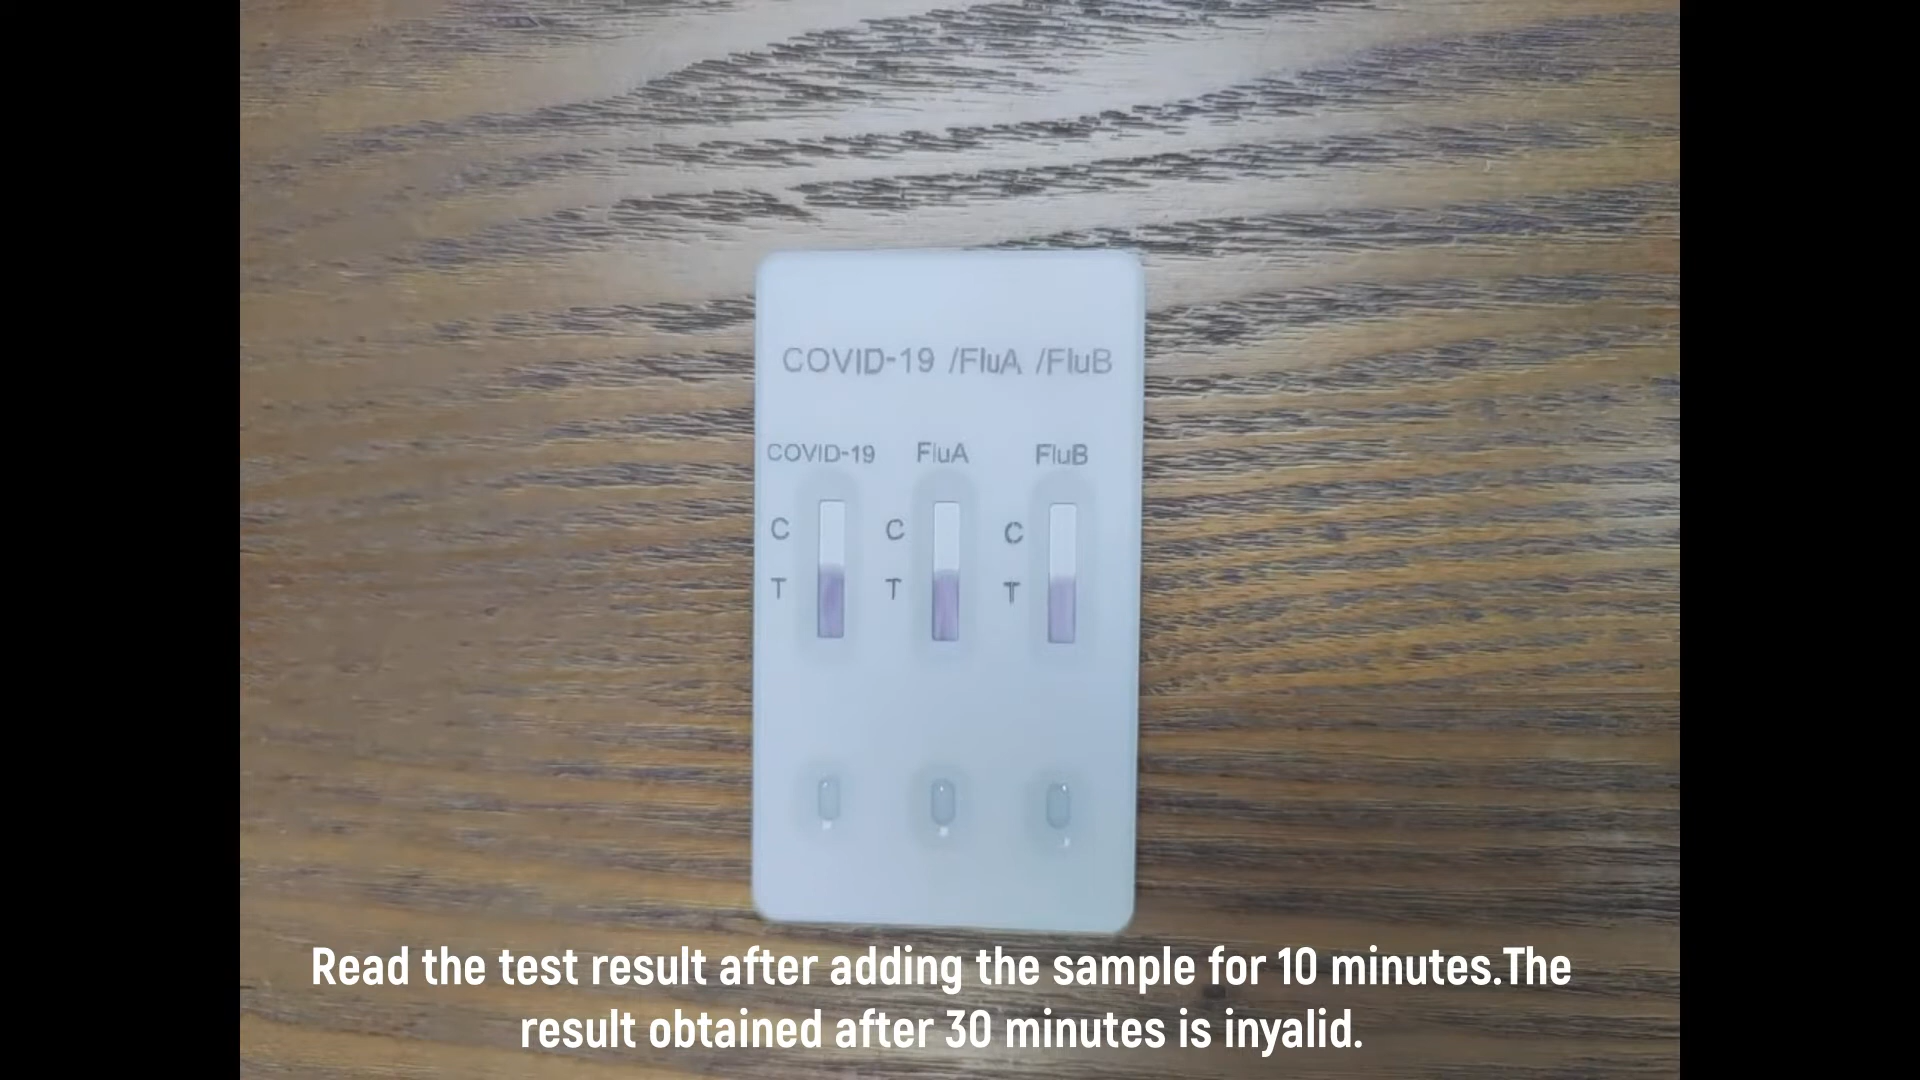 COVID-19 /FluA /FluB
COVID-19 FluA FluB
C C C
T T T
Read the test result after adding the sample for 10 minutes.The
result obtained after 30 minutes is inyalid.